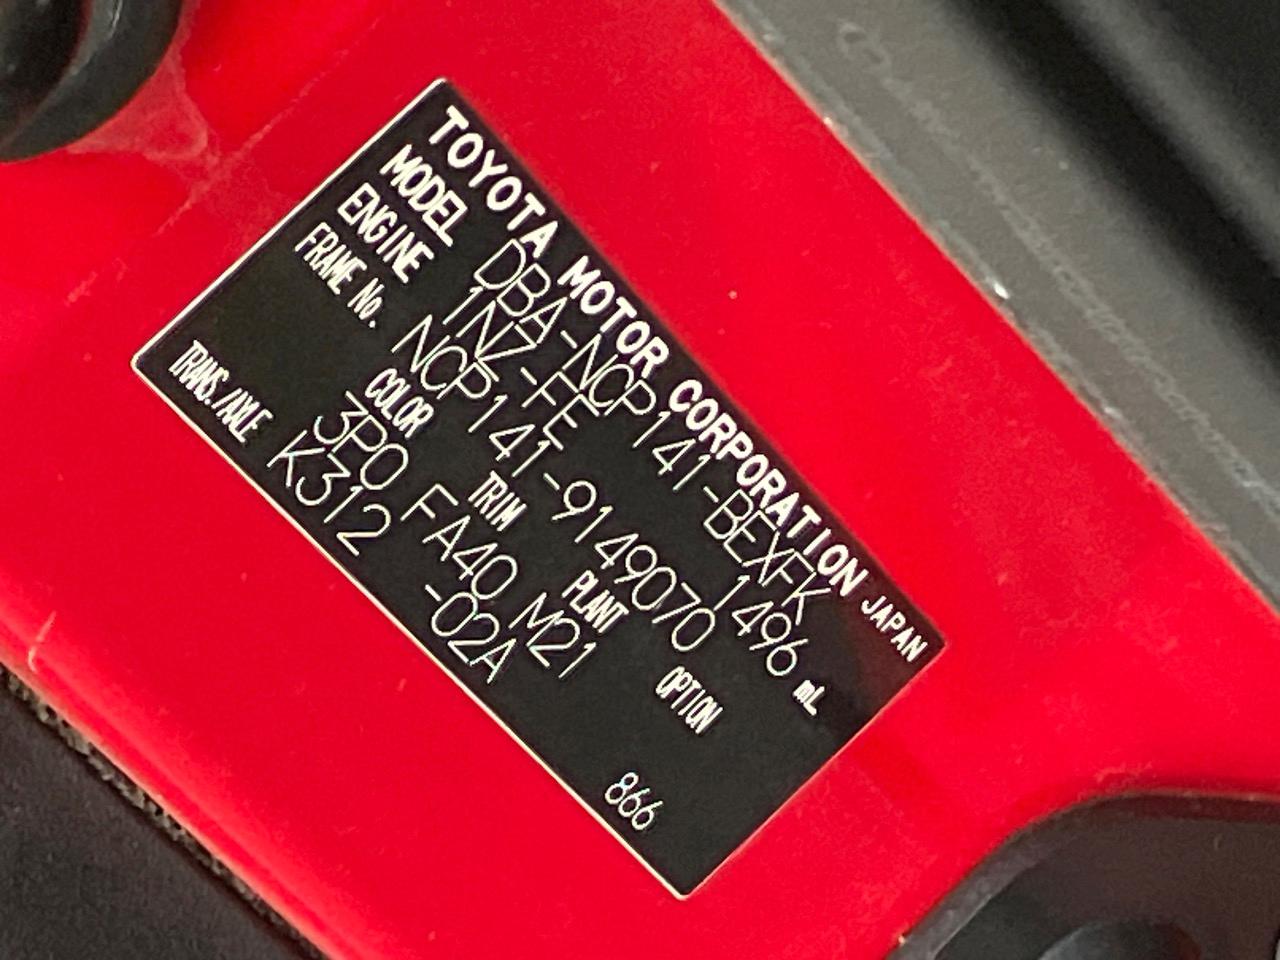 TOYOTA MOTOR CORPORATION JAPAN
MODEL DBA-NCP141-BEXFK
ENGINE 1NZ-FE 1496 mL
FRAME No. NCP141-9149070
COLOR TRIM PLANT OPTION
3P0 FA40 M21
TRANS./AXLE K312 -02A
866